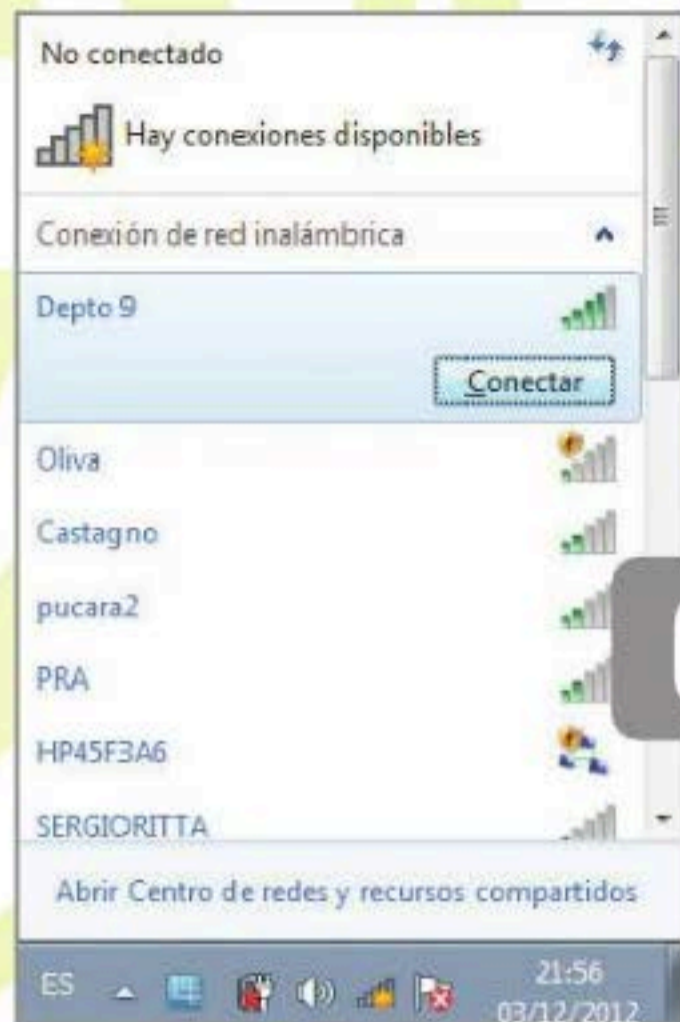 No conectado
Hay conexiones disponibles
Conexión de red inalámbrica
Depto 9
Conectar
Oliva
Castagno
pucara2
PRA
HP45F3A6
SERGIORITTA
Abrir Centro de redes y recursos compartidos
ES
21:56
03/12/2012